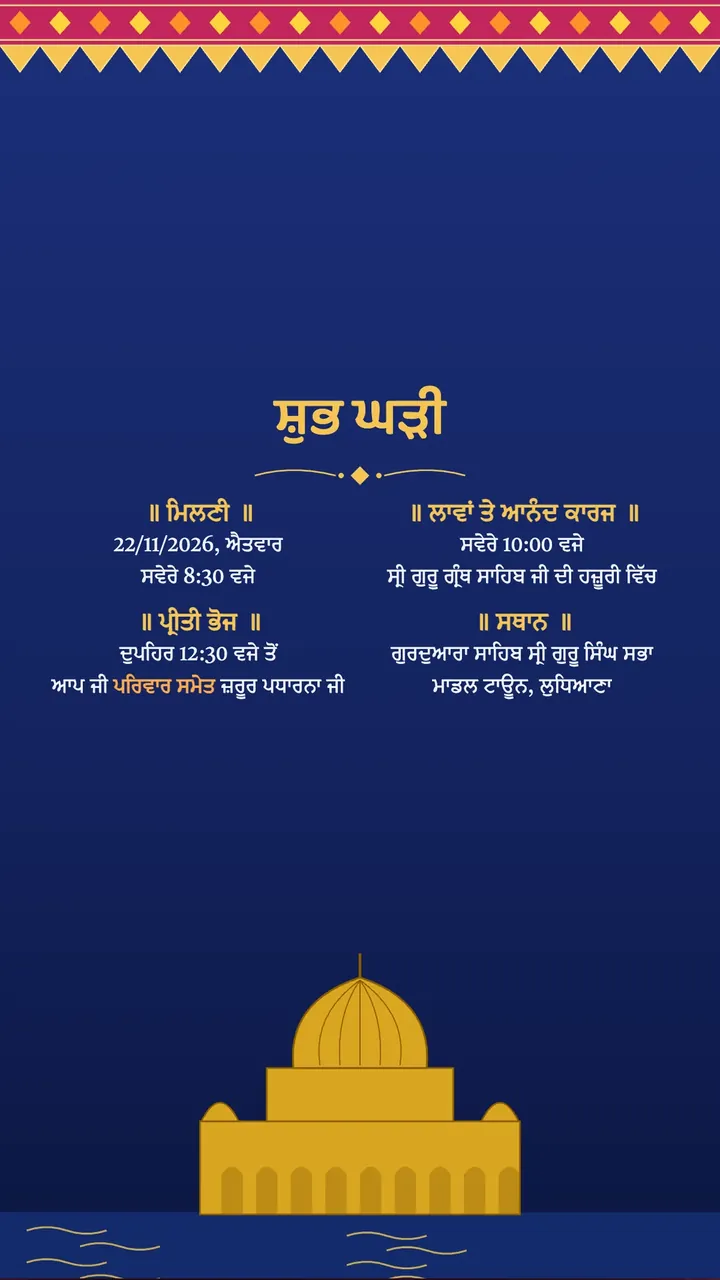 ਸ਼ੁਭ ਘੜੀ
॥ ਮਿਲਣੀ ॥
22/11/2026, ਐਤਵਾਰ
ਸਵੇਰੇ 8:30 ਵਜੇ
॥ ਲਾਵਾਂ ਤੇ ਆਨੰਦ ਕਾਰਜ ॥
ਸਵੇਰੇ 10:00 ਵਜੇ
ਸ੍ਰੀ ਗੁਰੂ ਗ੍ਰੰਥ ਸਾਹਿਬ ਜੀ ਦੀ ਹਜ਼ੂਰੀ ਵਿੱਚ
॥ ਪ੍ਰੀਤੀ ਭੋਜ ॥
ਦੁਪਹਿਰ 12:30 ਵਜੇ ਤੋਂ
ਆਪ ਜੀ ਪਰਿਵਾਰ ਸਮੇਤ ਜ਼ਰੂਰ ਪਧਾਰਨਾ ਜੀ
॥ ਸਥਾਨ ॥
ਗੁਰਦੁਆਰਾ ਸਾਹਿਬ ਸ੍ਰੀ ਗੁਰੂ ਸਿੰਘ ਸਭਾ
ਮਾਡਲ ਟਾਊਨ, ਲੁਧਿਆਣਾ